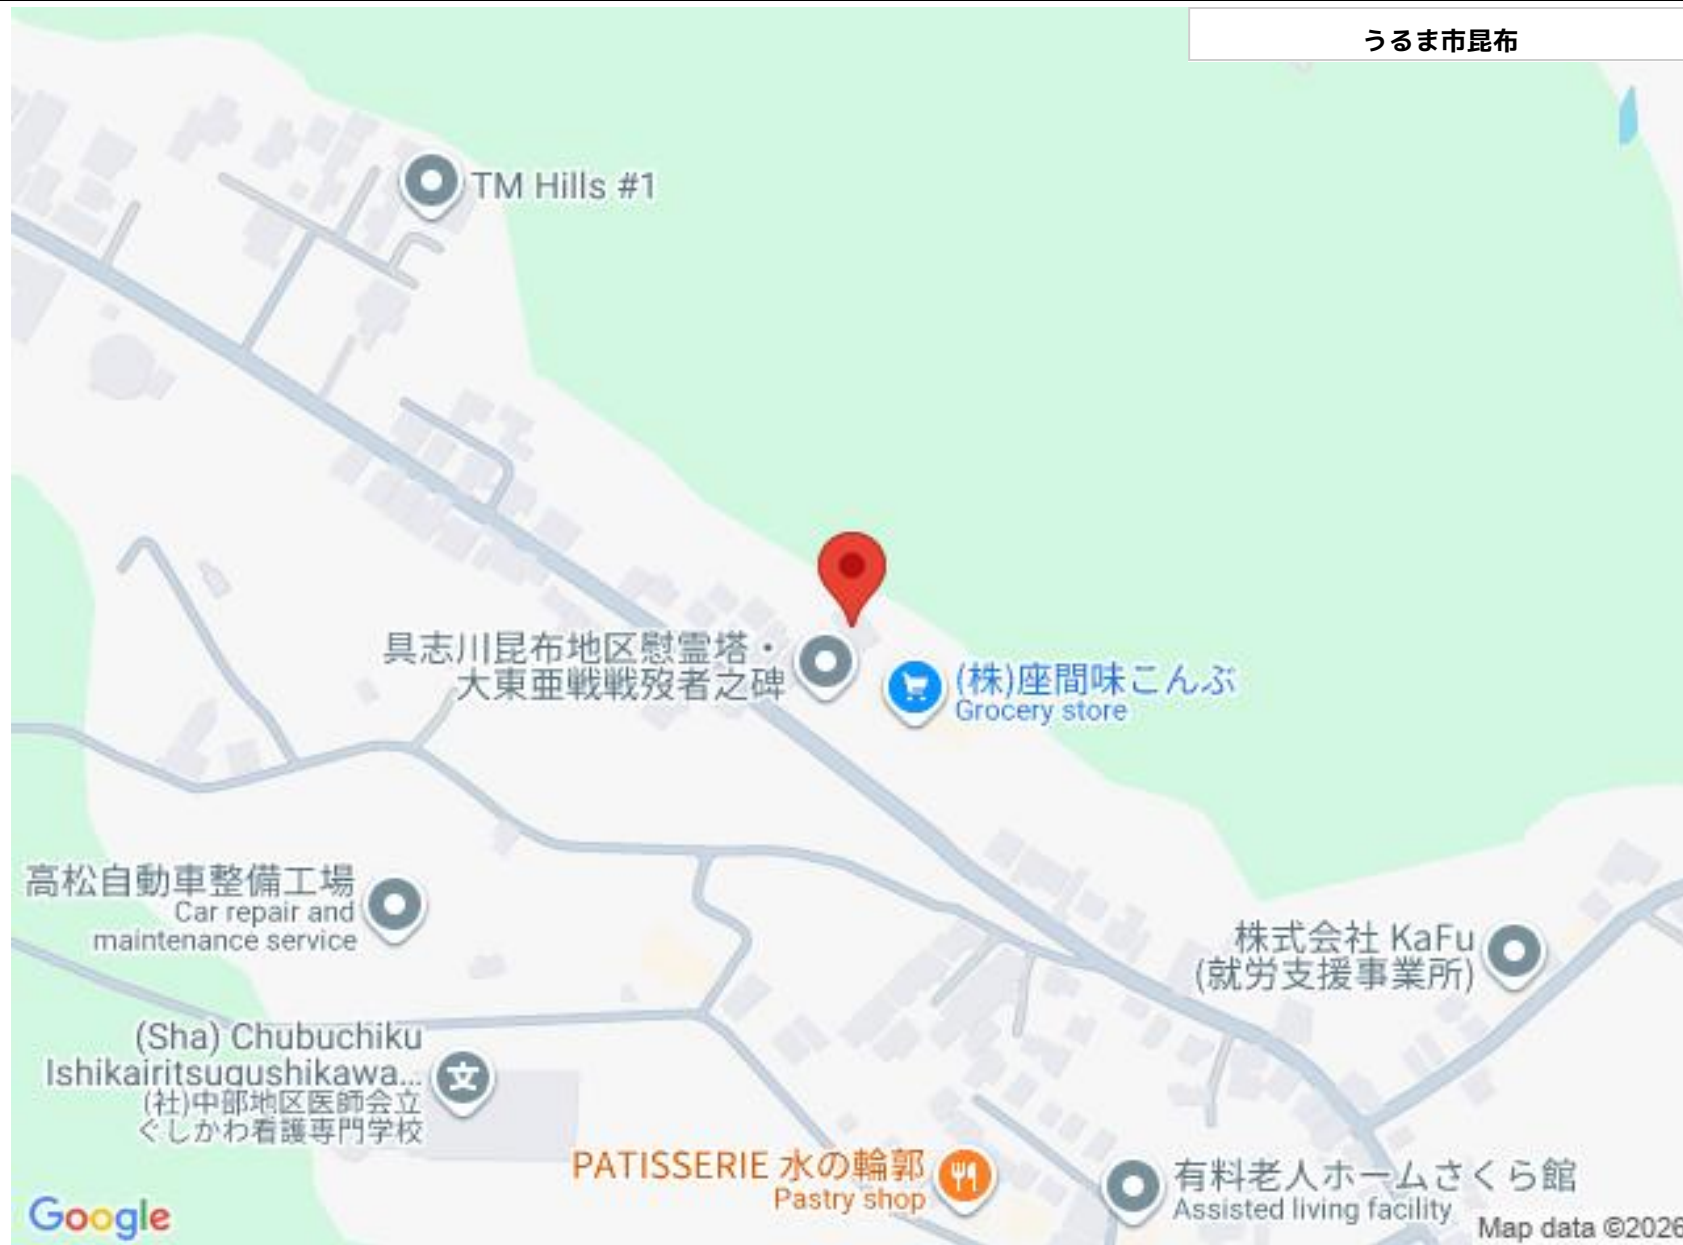 うるま市昆布
TM Hills #1
具志川昆布地区慰霊塔・
大東亜戦戦歿者之碑
(株)座間味こんぶ
Grocery store
高松自動車整備工場
Car repair and
maintenance service
株式会社 KaFu
(就労支援事業所)
(Sha) Chubuchiku
Ishikairitsugushikawa...
(社)中部地区医師会立
ぐしかわ看護専門学校
PATISSERIE 水の輪郭
Pastry shop
有料老人ホームさくら館
Assisted living facility
Google
Map data ©2026